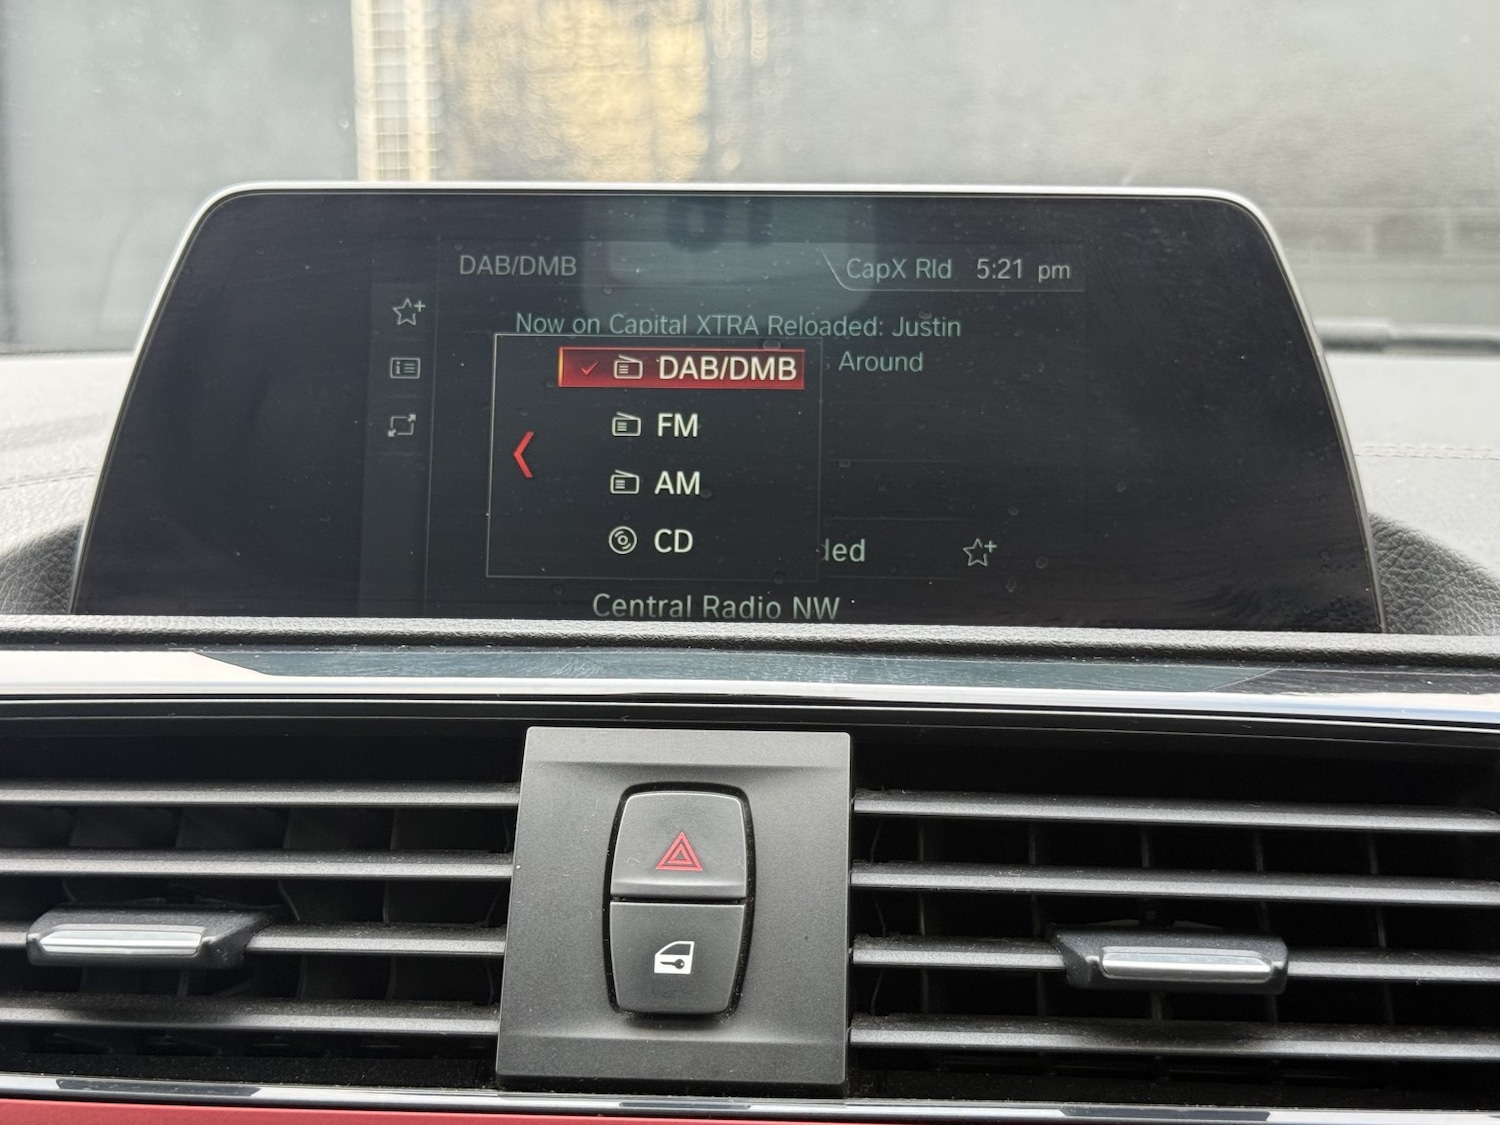 DAB/DMB
CapX Rld 5:21 pm
Now on Capital XTRA Reloaded: Justin
Around
DAB/DMB
FM
AM
CD
ded
Central Radio NW